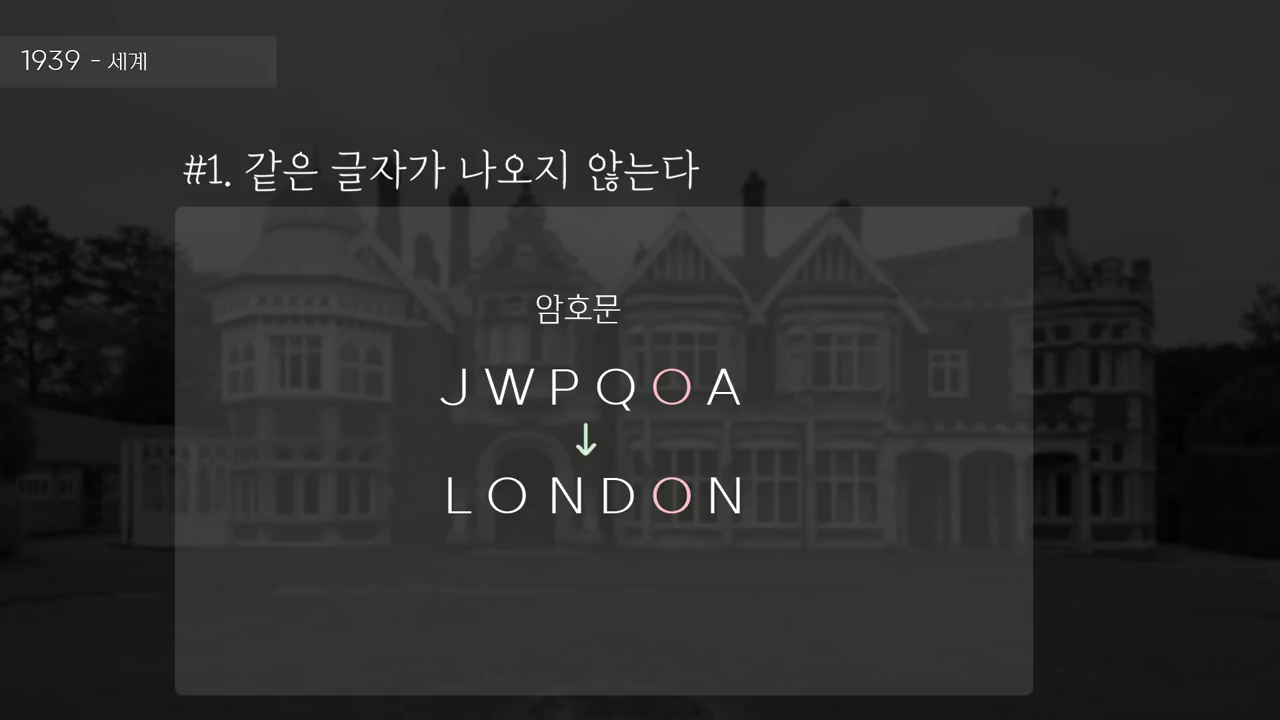 1939 - 세계
#1. 같은 글자가 나오지 않는다
암호문
JWPQOA
↓
LONDON